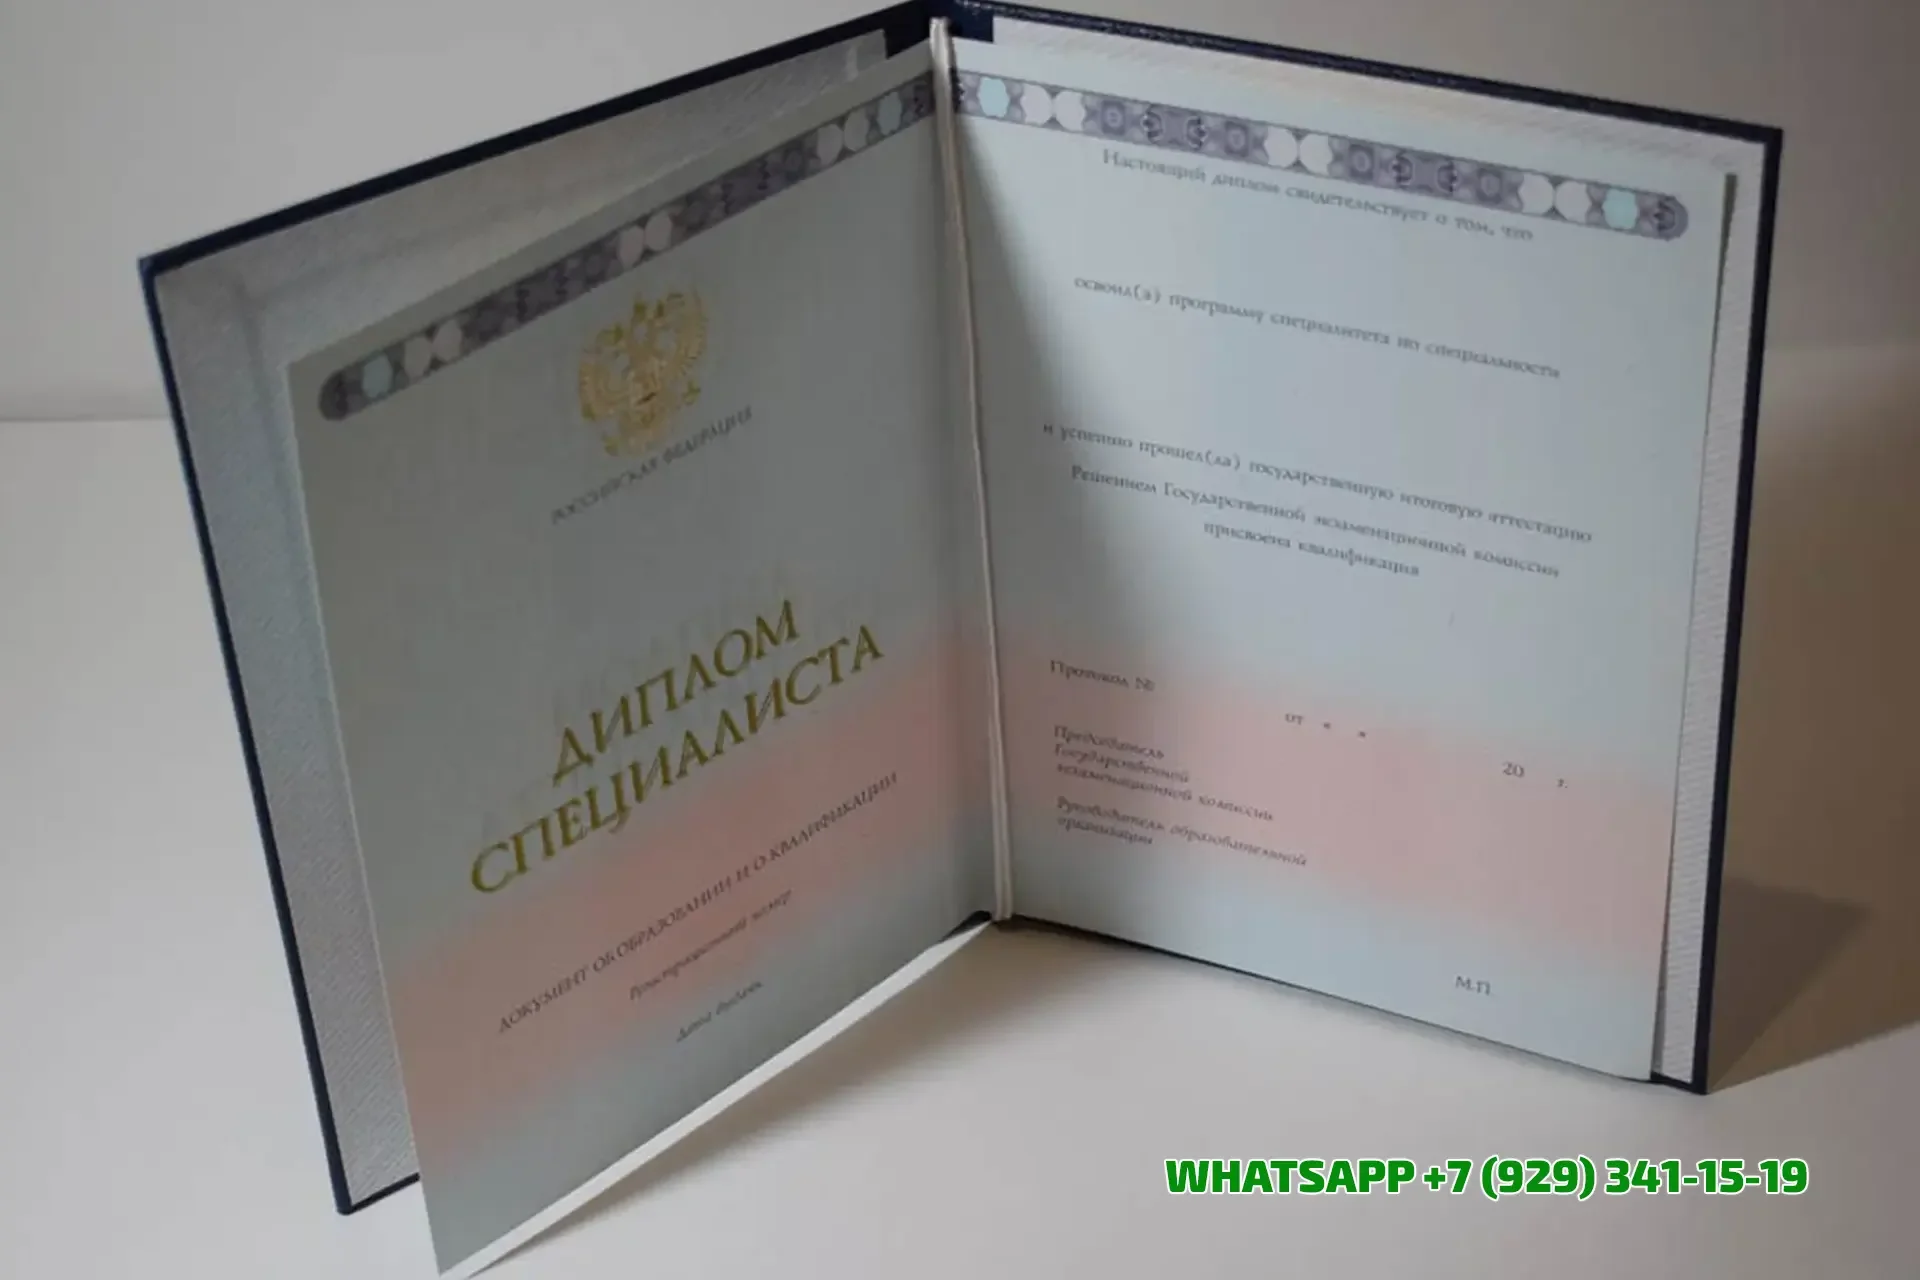 РОССИЙСКАЯ ФЕДЕРАЦИЯ
ДИПЛОМ
СПЕЦИАЛИСТА
ДОКУМЕНТ ОБ ОБРАЗОВАНИИ И О КВАЛИФИКАЦИИ
Регистрационный номер
Дата выдачи
Настоящий диплом свидетельствует о том, что
освоил(а) программу специалитета по специальности
и успешно прошел(ла) государственную итоговую аттестацию
Решением Государственной экзаменационной комиссии
присвоена квалификация
Протокол №
от « »
20 г.
Председатель
Государственной
экзаменационной комиссии
Руководитель образовательной
организации
М.П.
WHATSAPP +7 (929) 341-15-19